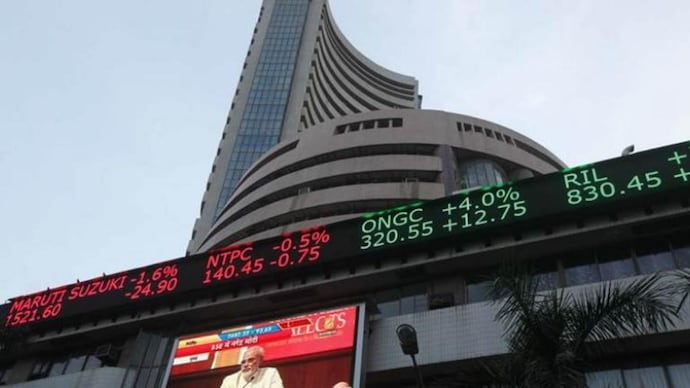 MARUTI SUZUKI -1.6%
1521.60 -24.90
NTPC -0.5%
140.45 -0.75
ONGC +4.0%
320.55 +12.75
RIL
830.45